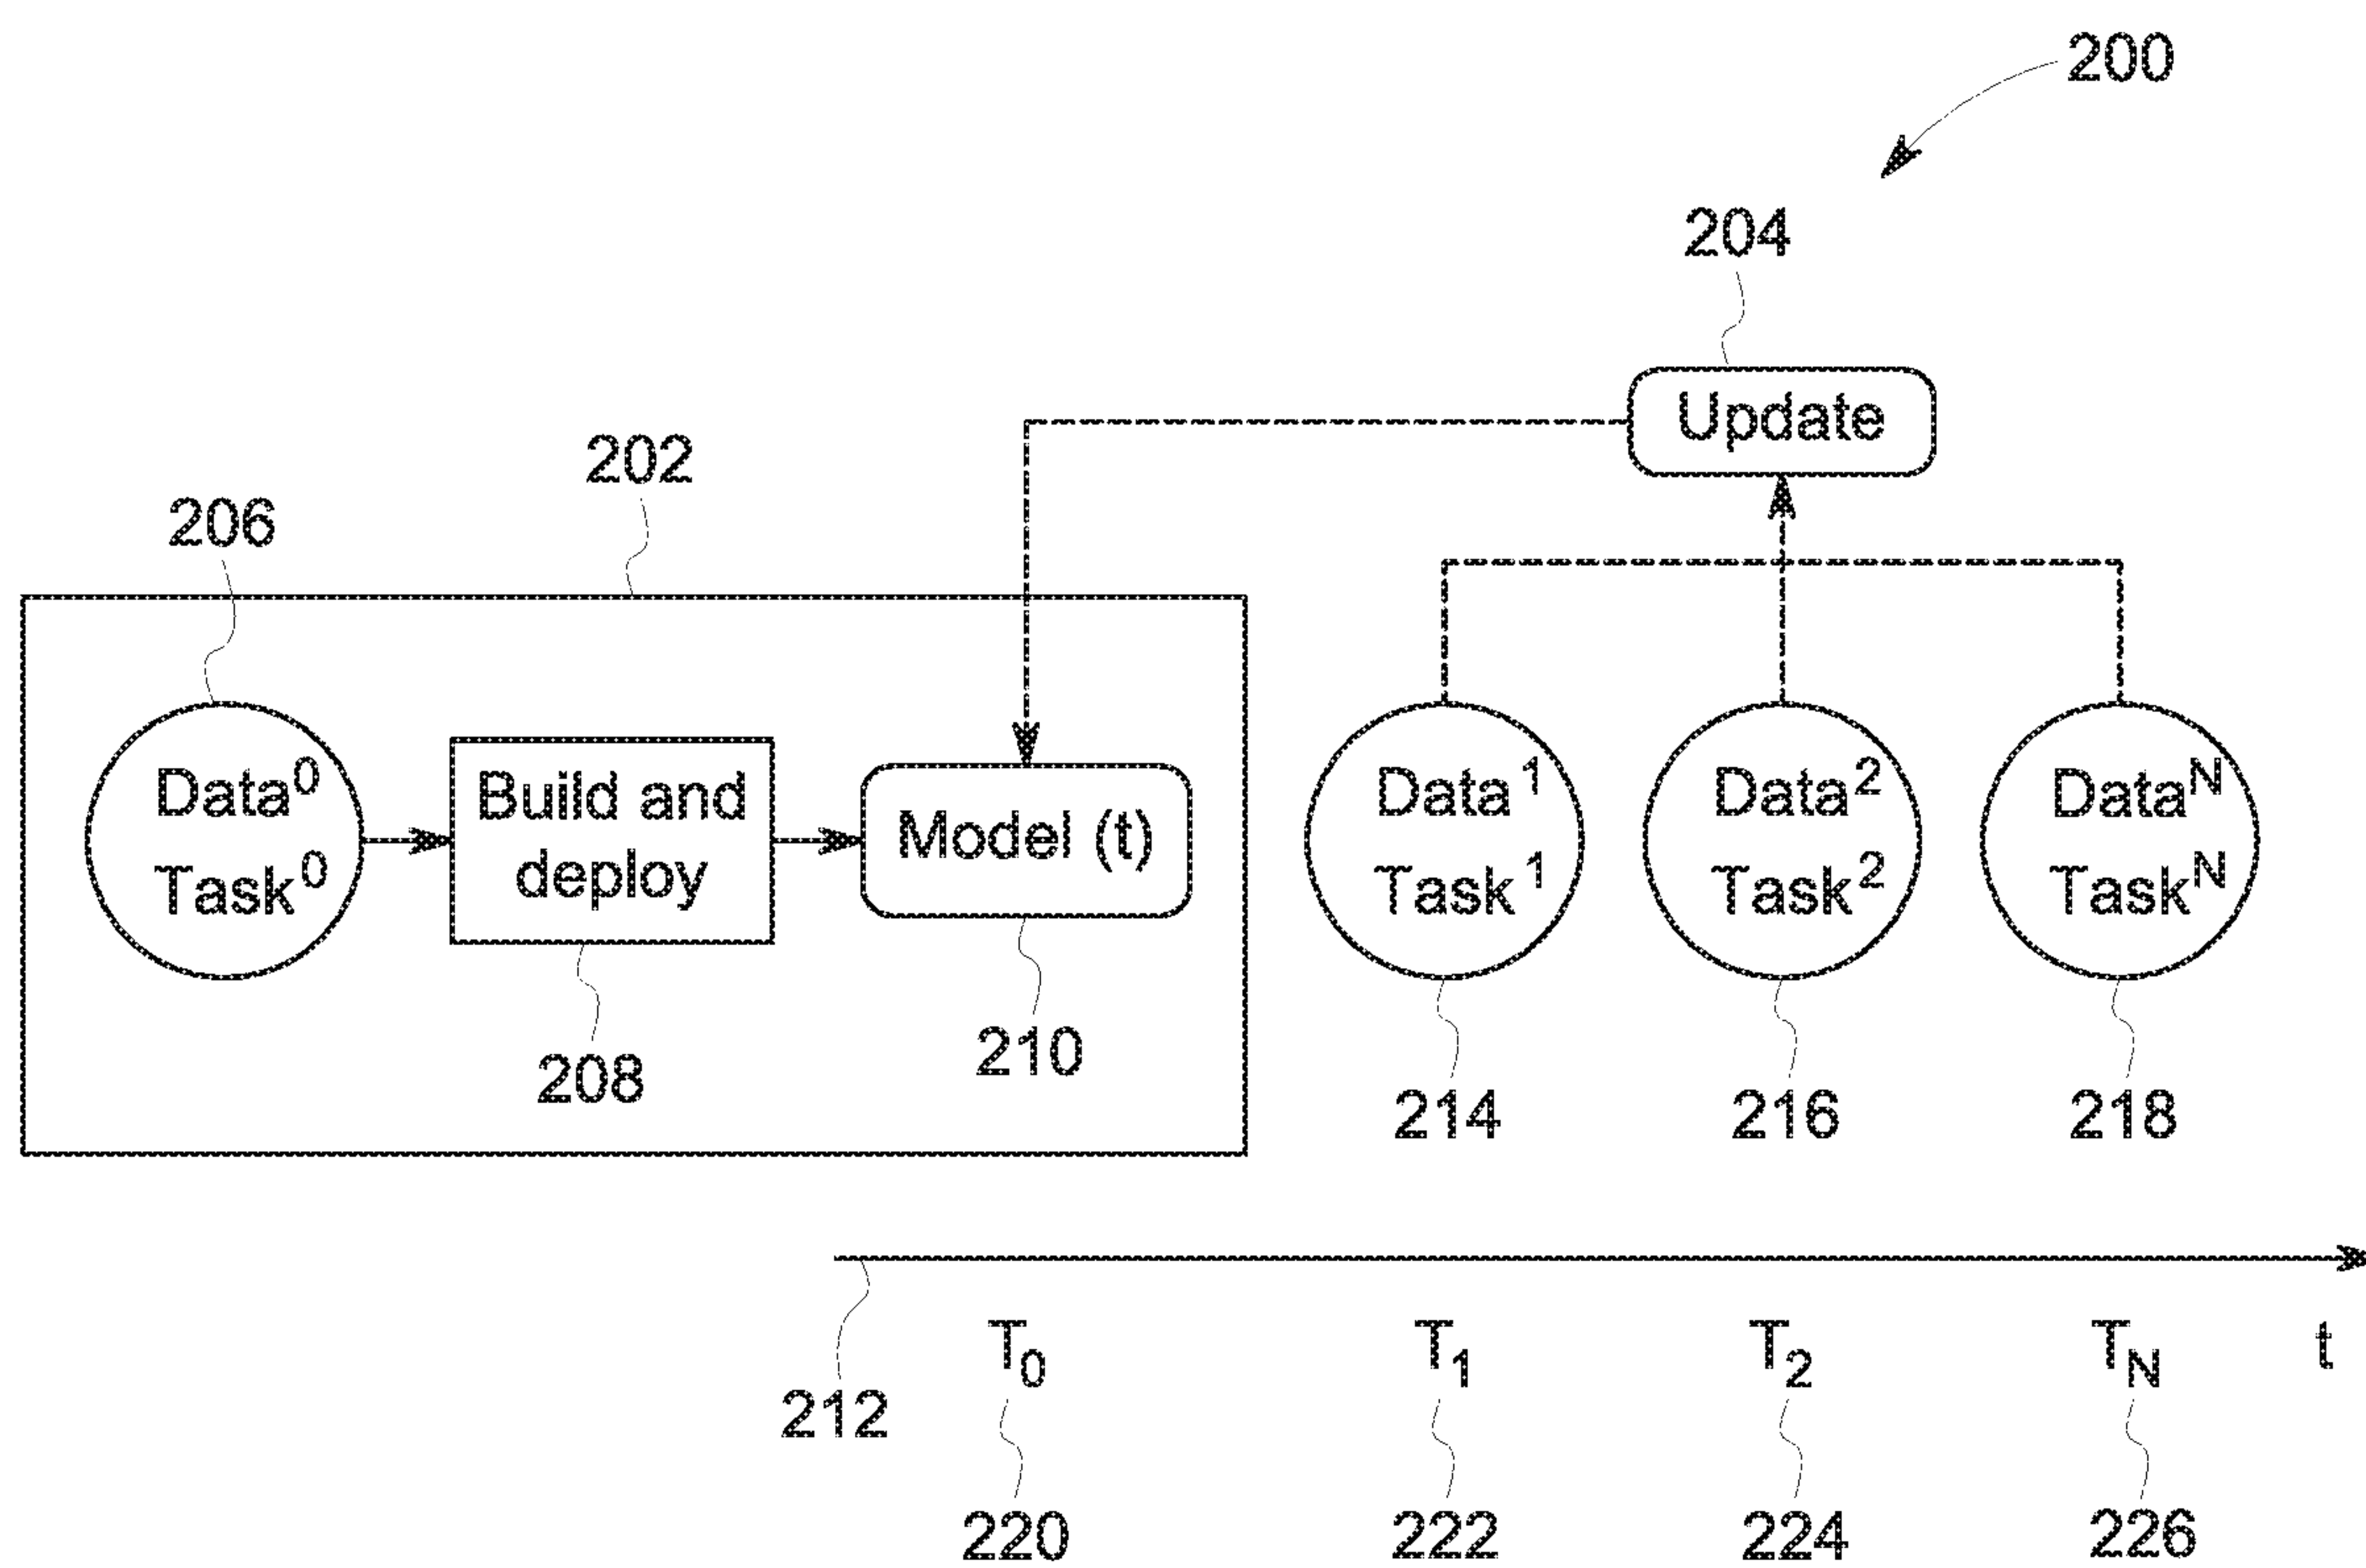 200
204
Update
202
206
Data⁰
Task⁰
Build and
deploy
Model (t)
Data¹
Task¹
Data²
Task²
Dataᴺ
Taskᴺ
208
210
214
216
218
T₀
T₁
T₂
T_N
t
212
220
222
224
226